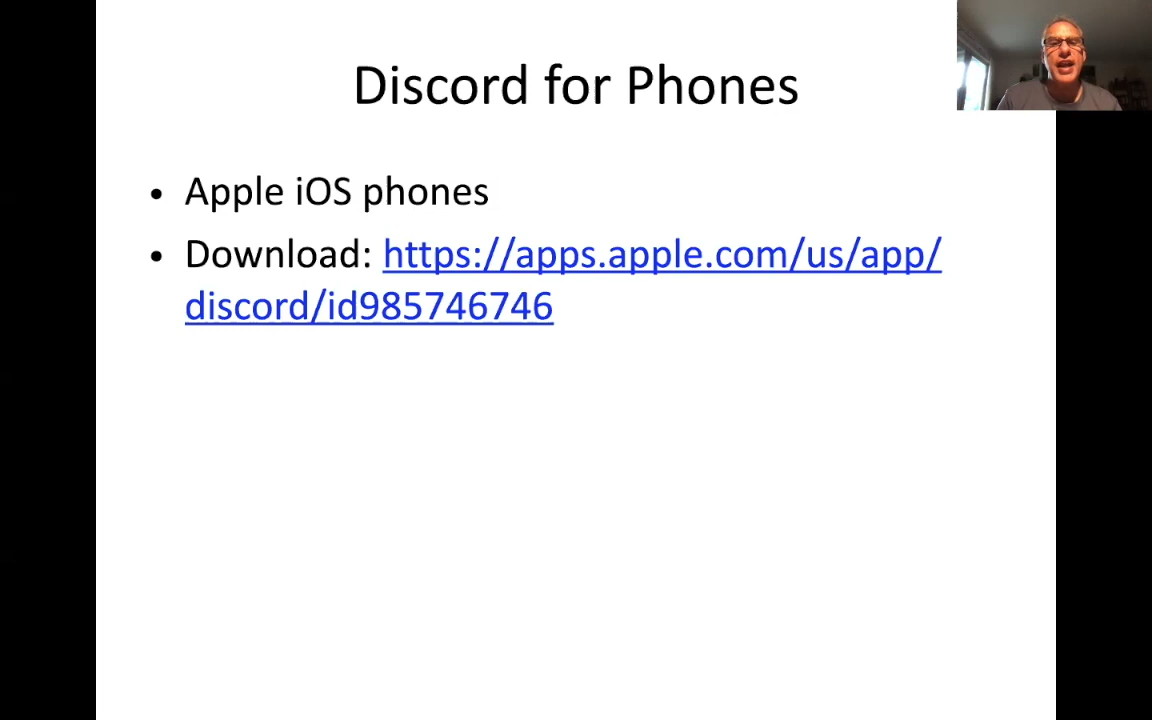 Discord for Phones
• Apple iOS phones
• Download: https://apps.apple.com/us/app/
discord/id985746746